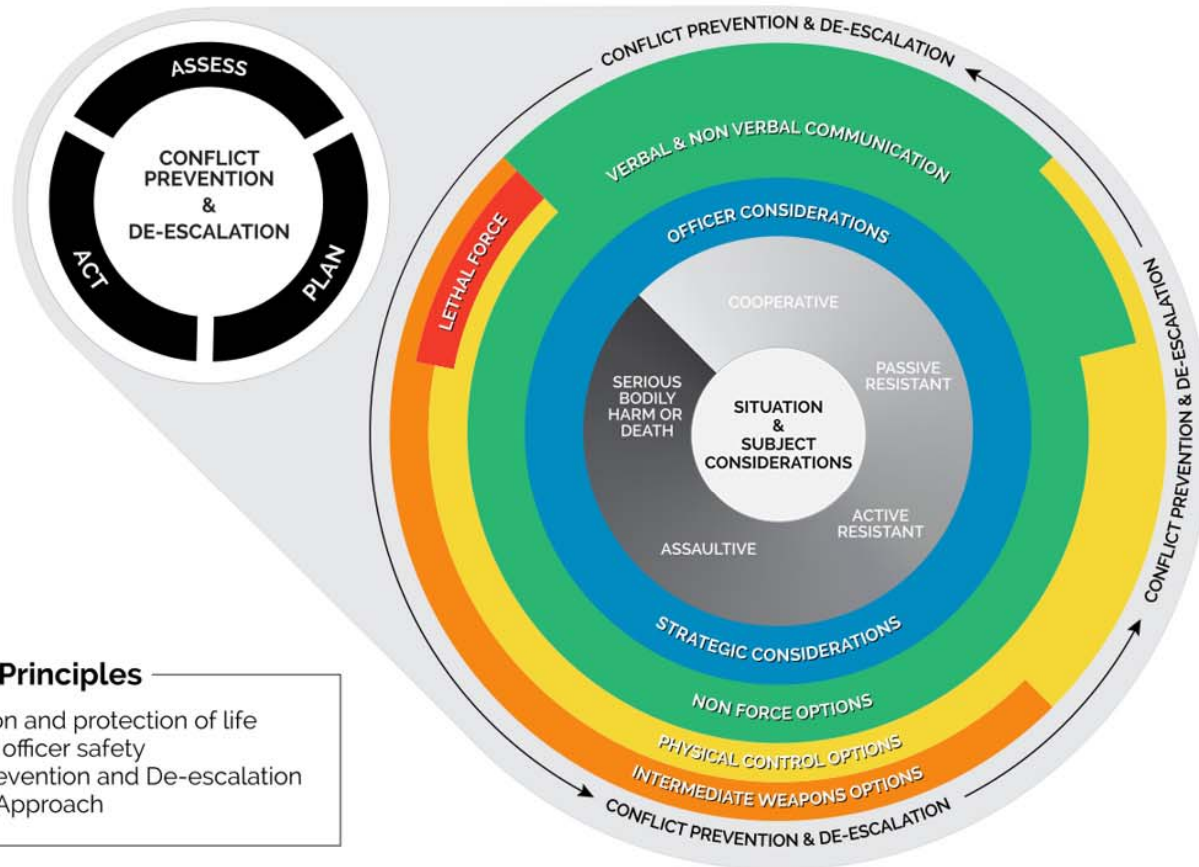 ASSESS
PLAN
ACT
CONFLICT
PREVENTION
&
DE-ESCALATION
CONFLICT PREVENTION & DE-ESCALATION
CONFLICT PREVENTION & DE-ESCALATION
CONFLICT PREVENTION & DE-ESCALATION
VERBAL & NON VERBAL COMMUNICATION
OFFICER CONSIDERATIONS
LETHAL FORCE
COOPERATIVE
PASSIVE
RESISTANT
SERIOUS
BODILY
HARM OR
DEATH
SITUATION
&
SUBJECT
CONSIDERATIONS
ACTIVE
RESISTANT
ASSAULTIVE
STRATEGIC CONSIDERATIONS
NON FORCE OPTIONS
PHYSICAL CONTROL OPTIONS
INTERMEDIATE WEAPONS OPTIONS
Principles
and protection of life
officer safety
and De-escalation
Approach